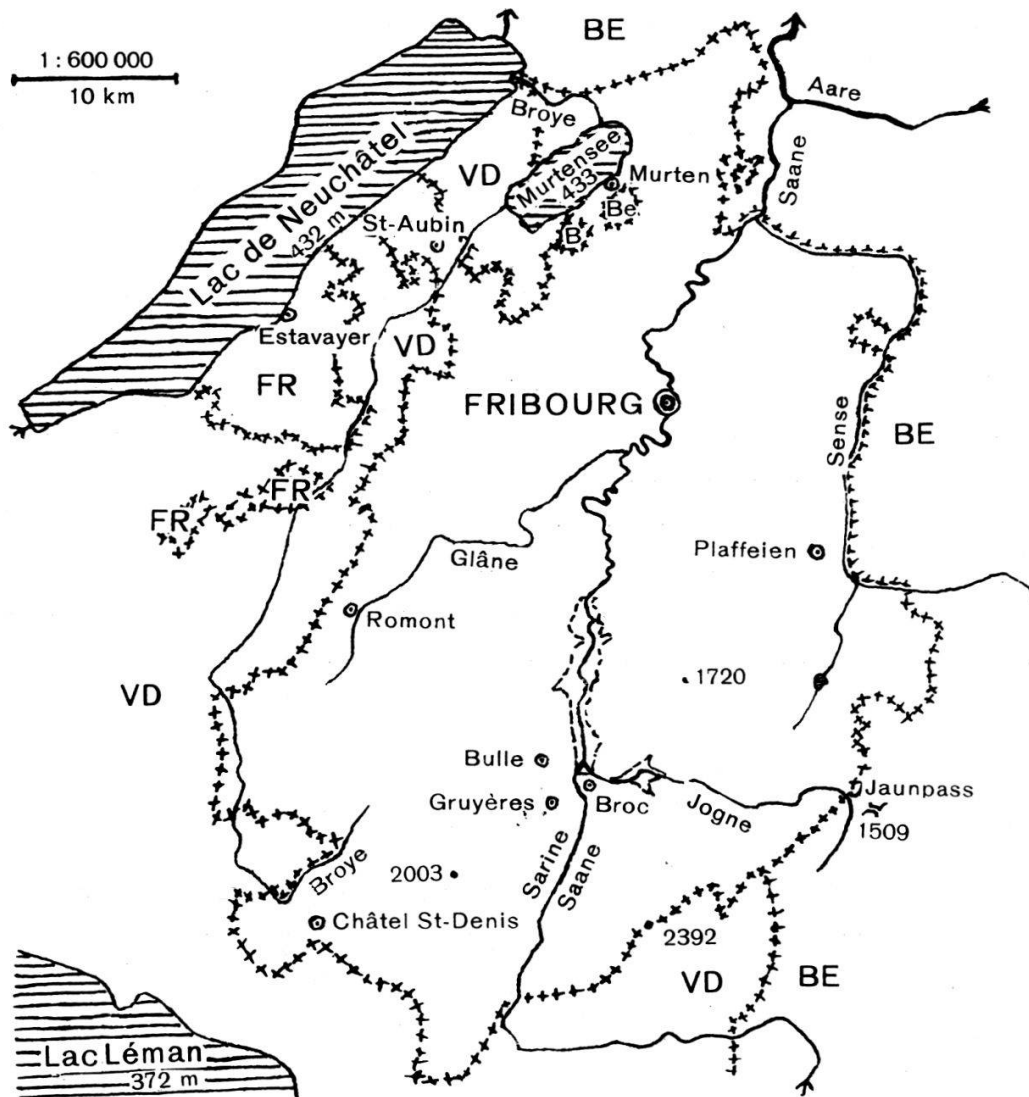 1:600 000
10 km
BE
Aare
Broye
Saane
Lac de Neuchâtel
432 m
VD
Murtensee
433
Murten
St-Aubin
B
Be
Estavayer
VD
FR
FRIBOURG
Sense
BE
FR
FR
Plaffeien
Glâne
Romont
VD
1720
Bulle
Jaunpass
Gruyères
Broc
Jogne
1509
Broye
2003
Sarine
Saane
Châtel St-Denis
2392
VD
BE
Lac Léman
372 m